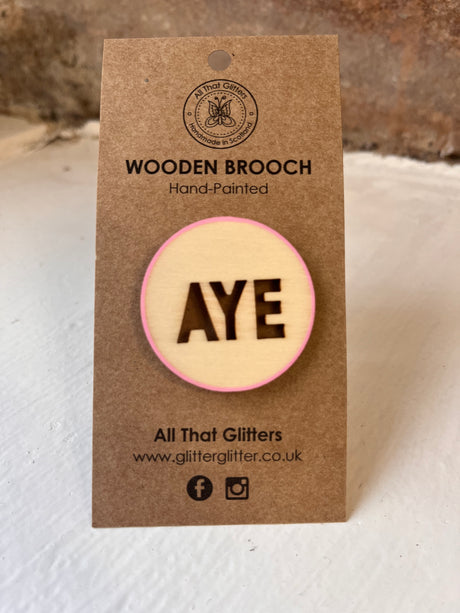 All That Glitters
Handmade in Scotland
WOODEN BROOCH
Hand-Painted
AYE
All That Glitters
www.glitterglitter.co.uk